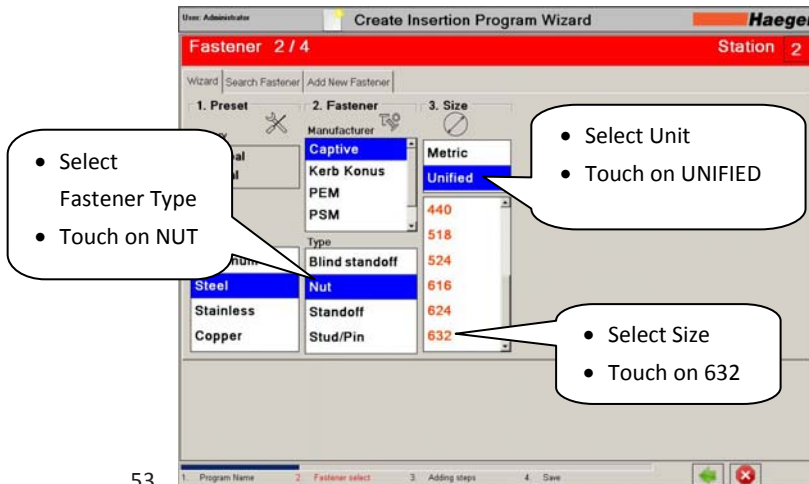 User: Administrator
Create Insertion Program Wizard
Haeger
Fastener 2 / 4
Station 2
Wizard
Search Fastener
Add New Fastener
1. Preset
2. Fastener
3. Size
Manufacturer
Captive
Kerb Konus
PEM
PSM
Metric
Unified
440
518
524
616
624
632
Type
Blind standoff
Nut
Standoff
Stud/Pin
Steel
Stainless
Copper
• Select
Fastener Type
• Touch on NUT
• Select Unit
• Touch on UNIFIED
• Select Size
• Touch on 632
53
1. Program Name
2. Fastener select
3. Adding steps
4. Save